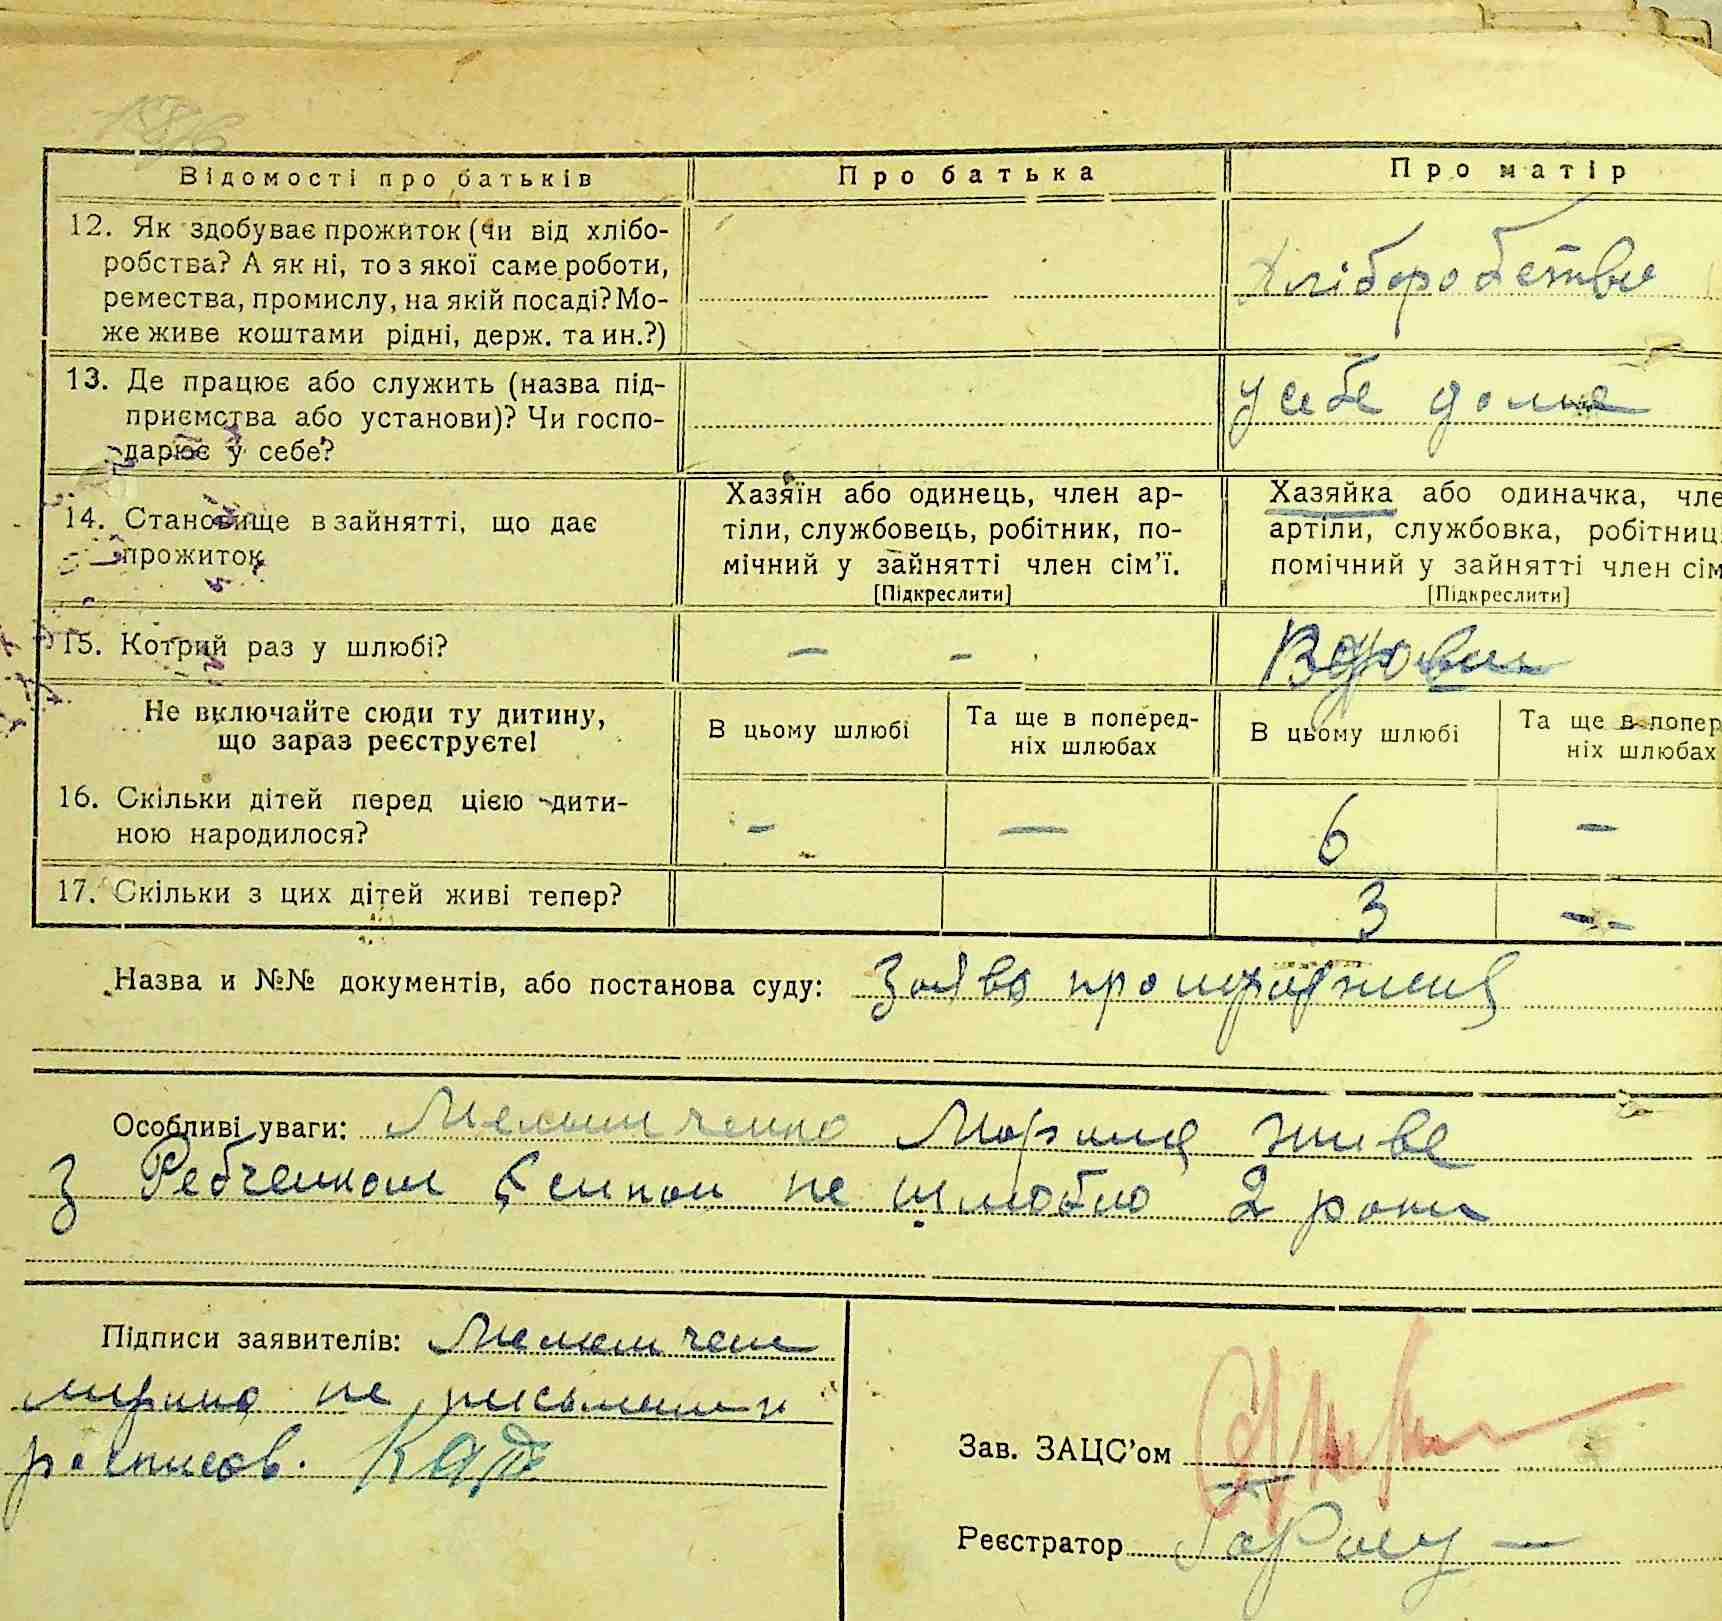 Відомості про батьків Про батька Про матір
12. Як здобуває прожиток (чи від хлібо-
робства? А як ні, то з якої саме роботи,
ремества, промислу, на якій посаді? Мо-
же живе коштами рідні, держ. та ин.?)
Хліборобство
13. Де працює або служить (назва під-
приємства або установи)? Чи госпо-
дарює у себе?
у себе дома
14. Становище в зайнятті, що дає
прожиток
Хазяїн або одинець, член ар-
тіли, службовець, робітник, по-
мічний у зайнятті член сім’ї.
[Підкреслити]
Хазяйка або одиначка, чле
артіли, службовка, робітниц
помічний у зайнятті член сім
[Підкреслити]
15. Котрий раз у шлюбі? – – Вдова
Не включайте сюди ту дитину,
що зараз реєструєте!
В цьому шлюбі
Та ще в поперед-
ніх шлюбах
В цьому шлюбі
Та ще в попер
ніх шлюбах
16. Скільки дітей перед цією дити-
ною народилося?
– — 6 –
17. Скільки з цих дітей живі тепер? 3 —
Назва и №№ документів, або постанова суду: Заява
Особливі уваги: Марина живе
З не шлюбно 2 роки
Підписи заявителів:
не
Зав. ЗАЦС’ом
Реєстратор